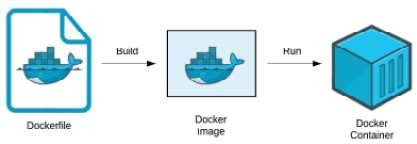 Build
Run
Dockerfile
Docker
image
Docker
Container